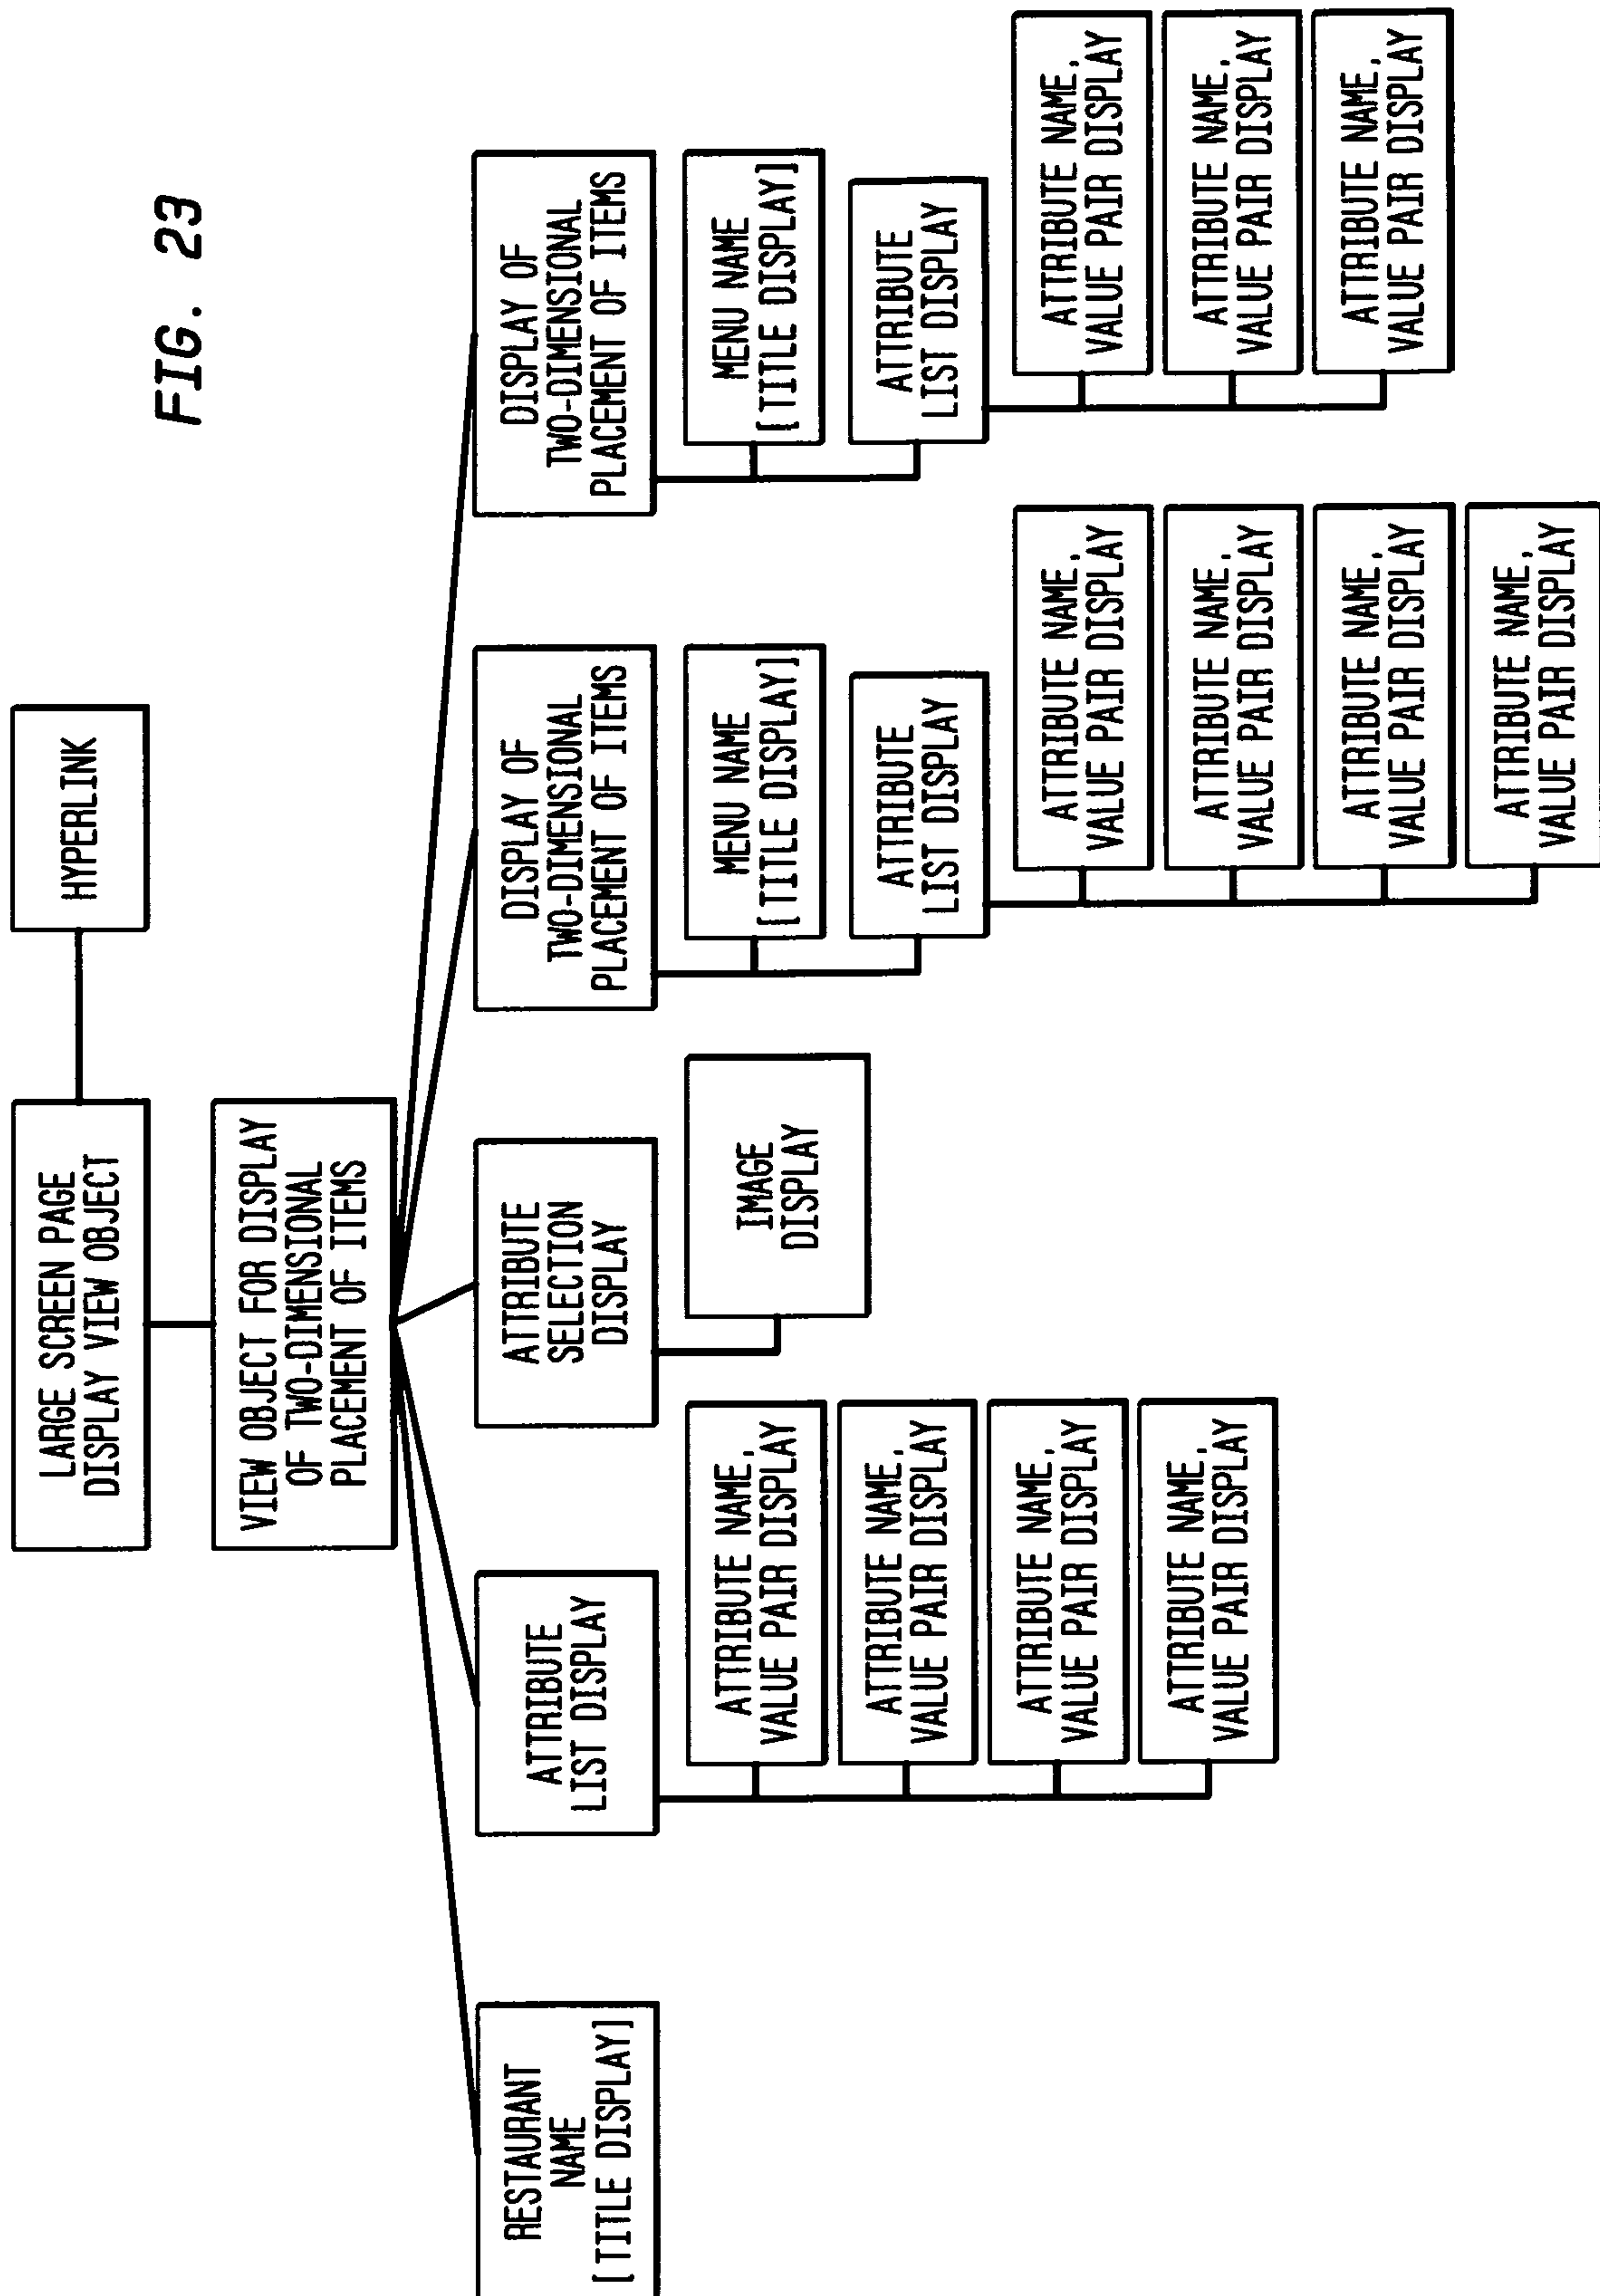 FIG. 23
LARGE SCREEN PAGE
DISPLAY VIEW OBJECT
HYPERLINK
VIEW OBJECT FOR DISPLAY
OF TWO-DIMENSIONAL
PLACEMENT OF ITEMS
RESTAURANT
NAME
[TITLE DISPLAY]
ATTRIBUTE
LIST DISPLAY
ATTRIBUTE NAME,
VALUE PAIR DISPLAY
ATTRIBUTE NAME,
VALUE PAIR DISPLAY
ATTRIBUTE NAME,
VALUE PAIR DISPLAY
ATTRIBUTE NAME,
VALUE PAIR DISPLAY
ATTRIBUTE
SELECTION
DISPLAY
IMAGE
DISPLAY
DISPLAY OF
TWO-DIMENSIONAL
PLACEMENT OF ITEMS
MENU NAME
[TITLE DISPLAY]
ATTRIBUTE
LIST DISPLAY
ATTRIBUTE NAME,
VALUE PAIR DISPLAY
ATTRIBUTE NAME,
VALUE PAIR DISPLAY
ATTRIBUTE NAME,
VALUE PAIR DISPLAY
ATTRIBUTE NAME,
VALUE PAIR DISPLAY
DISPLAY OF
TWO-DIMENSIONAL
PLACEMENT OF ITEMS
MENU NAME
[TITLE DISPLAY]
ATTRIBUTE
LIST DISPLAY
ATTRIBUTE NAME,
VALUE PAIR DISPLAY
ATTRIBUTE NAME,
VALUE PAIR DISPLAY
ATTRIBUTE NAME,
VALUE PAIR DISPLAY